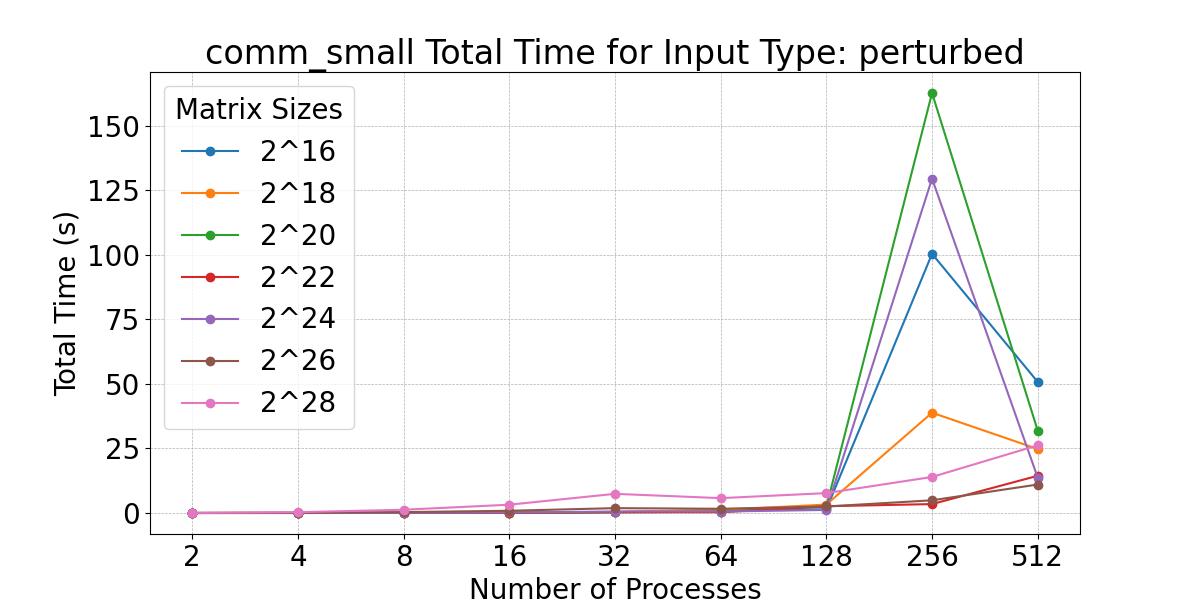 comm_small Total Time for Input Type: perturbed
Total Time (s)
150
125
100
75
50
25
0
Matrix Sizes
2^16
2^18
2^20
2^22
2^24
2^26
2^28
2 4 8 16 32 64 128 256 512
Number of Processes